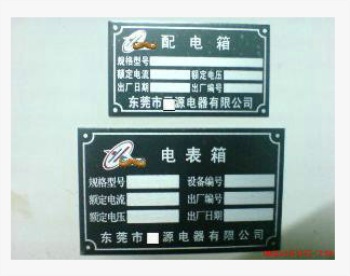 配电箱
规格型号
额定电流 额定电压
出厂日期 出厂编号
东莞市 源电器有限公司
电表箱
规格型号 设备编号
额定电流 出厂编号
额定电压 出厂日期
东莞市 源电器有限公司